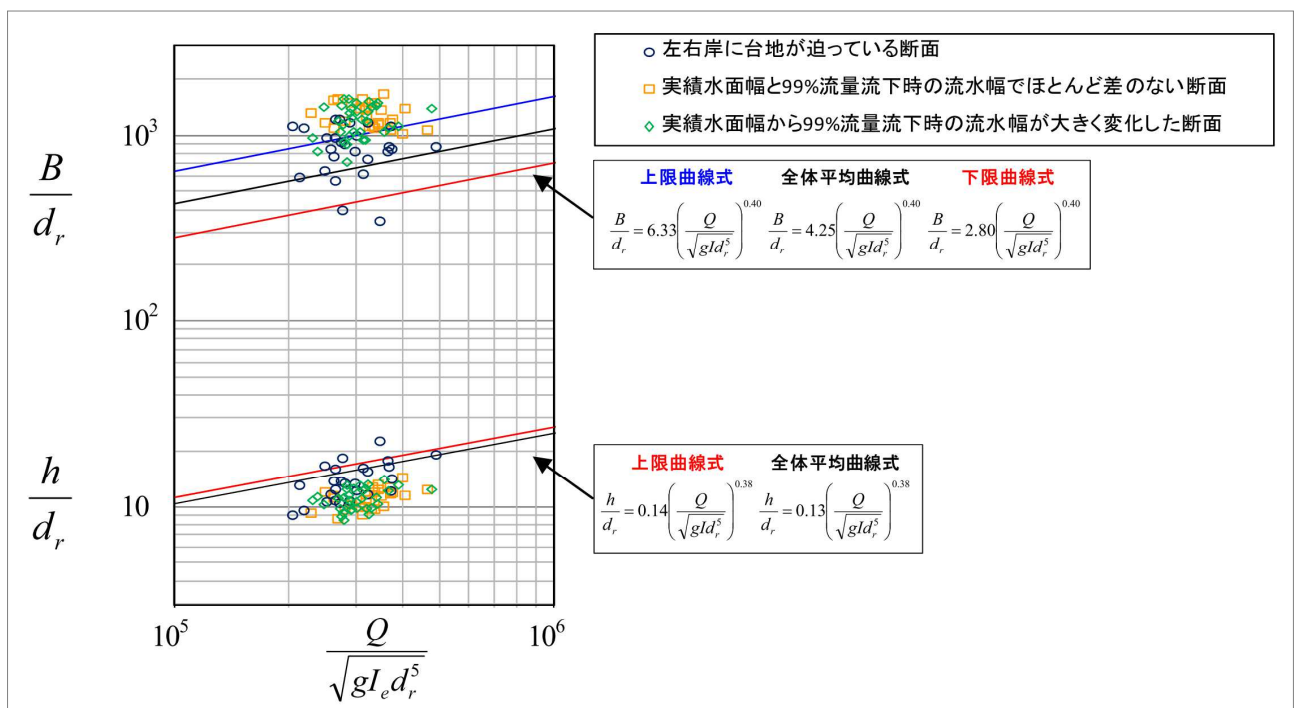 ○ 左右岸に台地が迫っている断面
□ 実績水面幅と99%流量流下時の流水幅でほとんど差のない断面
◇ 実績水面幅から99%流量流下時の流水幅が大きく変化した断面
10^3
B/d_r
上限曲線式 全体平均曲線式 下限曲線式
B/d_r = 6.33(Q/√(gId_r^5))^0.40 B/d_r = 4.25(Q/√(gId_r^5))^0.40 B/d_r = 2.80(Q/√(gId_r^5))^0.40
10^2
h/d_r
10
上限曲線式 全体平均曲線式
h/d_r = 0.14(Q/√(gId_r^5))^0.38 h/d_r = 0.13(Q/√(gId_r^5))^0.38
10^5 10^6
Q/√(gI_e d_r^5)